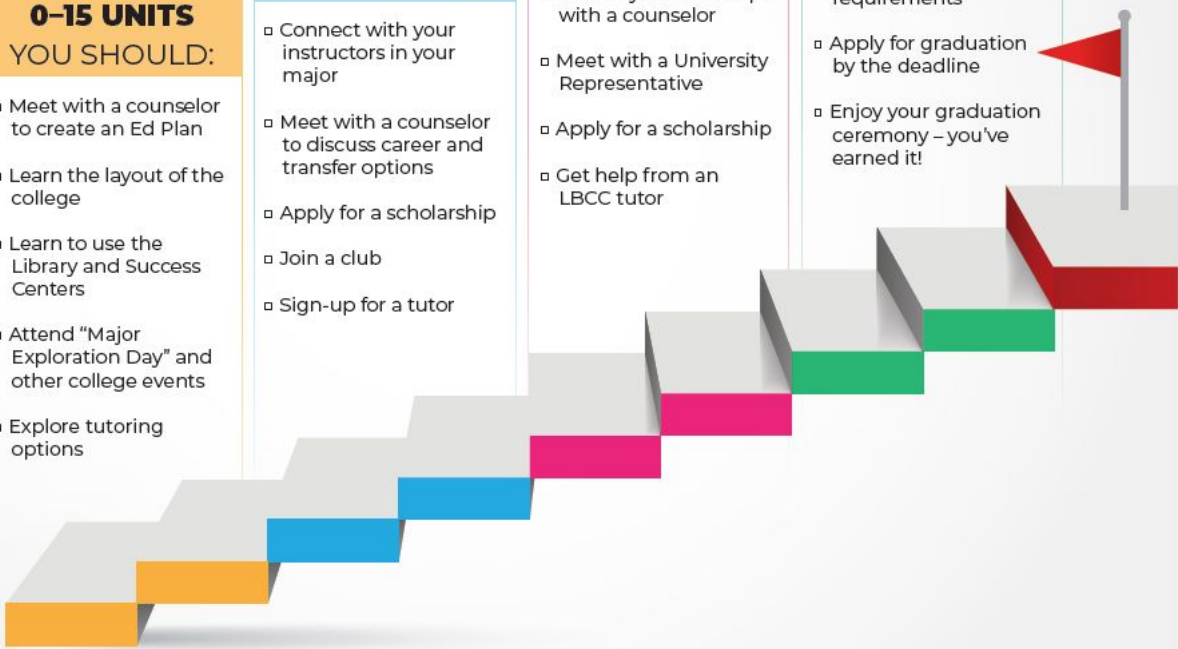 0–15 UNITS
YOU SHOULD:
Meet with a counselor
to create an Ed Plan
Learn the layout of the
college
Learn to use the
Library and Success
Centers
Attend “Major
Exploration Day” and
other college events
Explore tutoring
options
Connect with your
instructors in your
major
Meet with a counselor
to discuss career and
transfer options
Apply for a scholarship
Join a club
Sign-up for a tutor
with a counselor
Meet with a University
Representative
Apply for a scholarship
Get help from an
LBCC tutor
requirements
Apply for graduation
by the deadline
Enjoy your graduation
ceremony – you’ve
earned it!